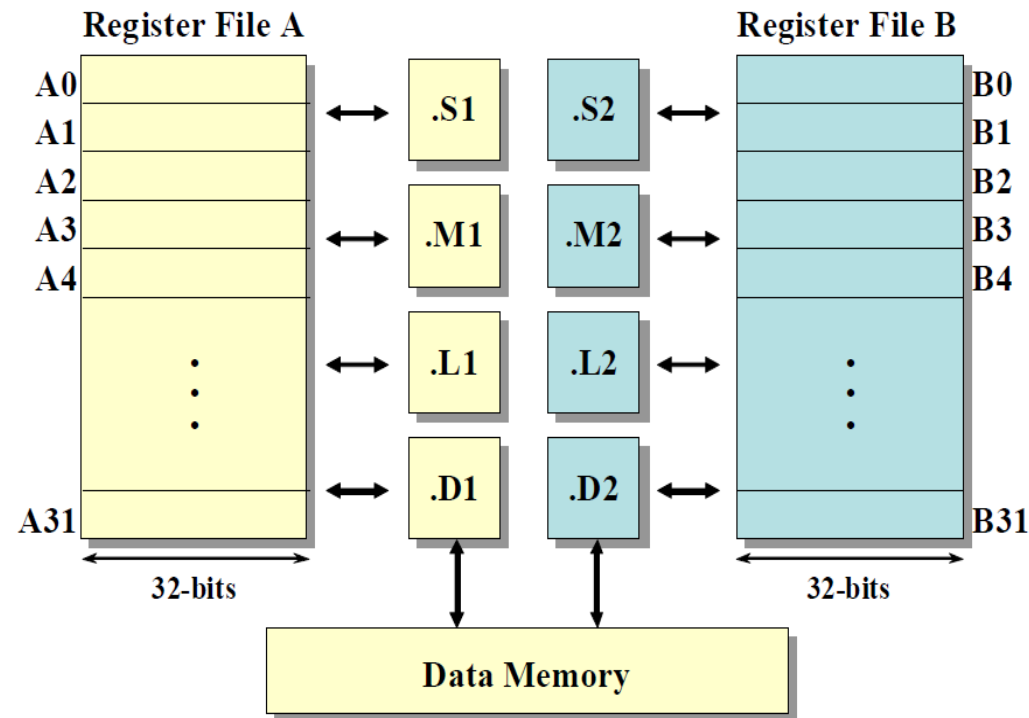 Register File A
Register File B
A0
.S1
.S2
B0
A1
B1
A2
B2
A3
.M1
.M2
B3
A4
B4
.L1
.L2
.D1
.D2
A31
B31
32-bits
32-bits
Data Memory